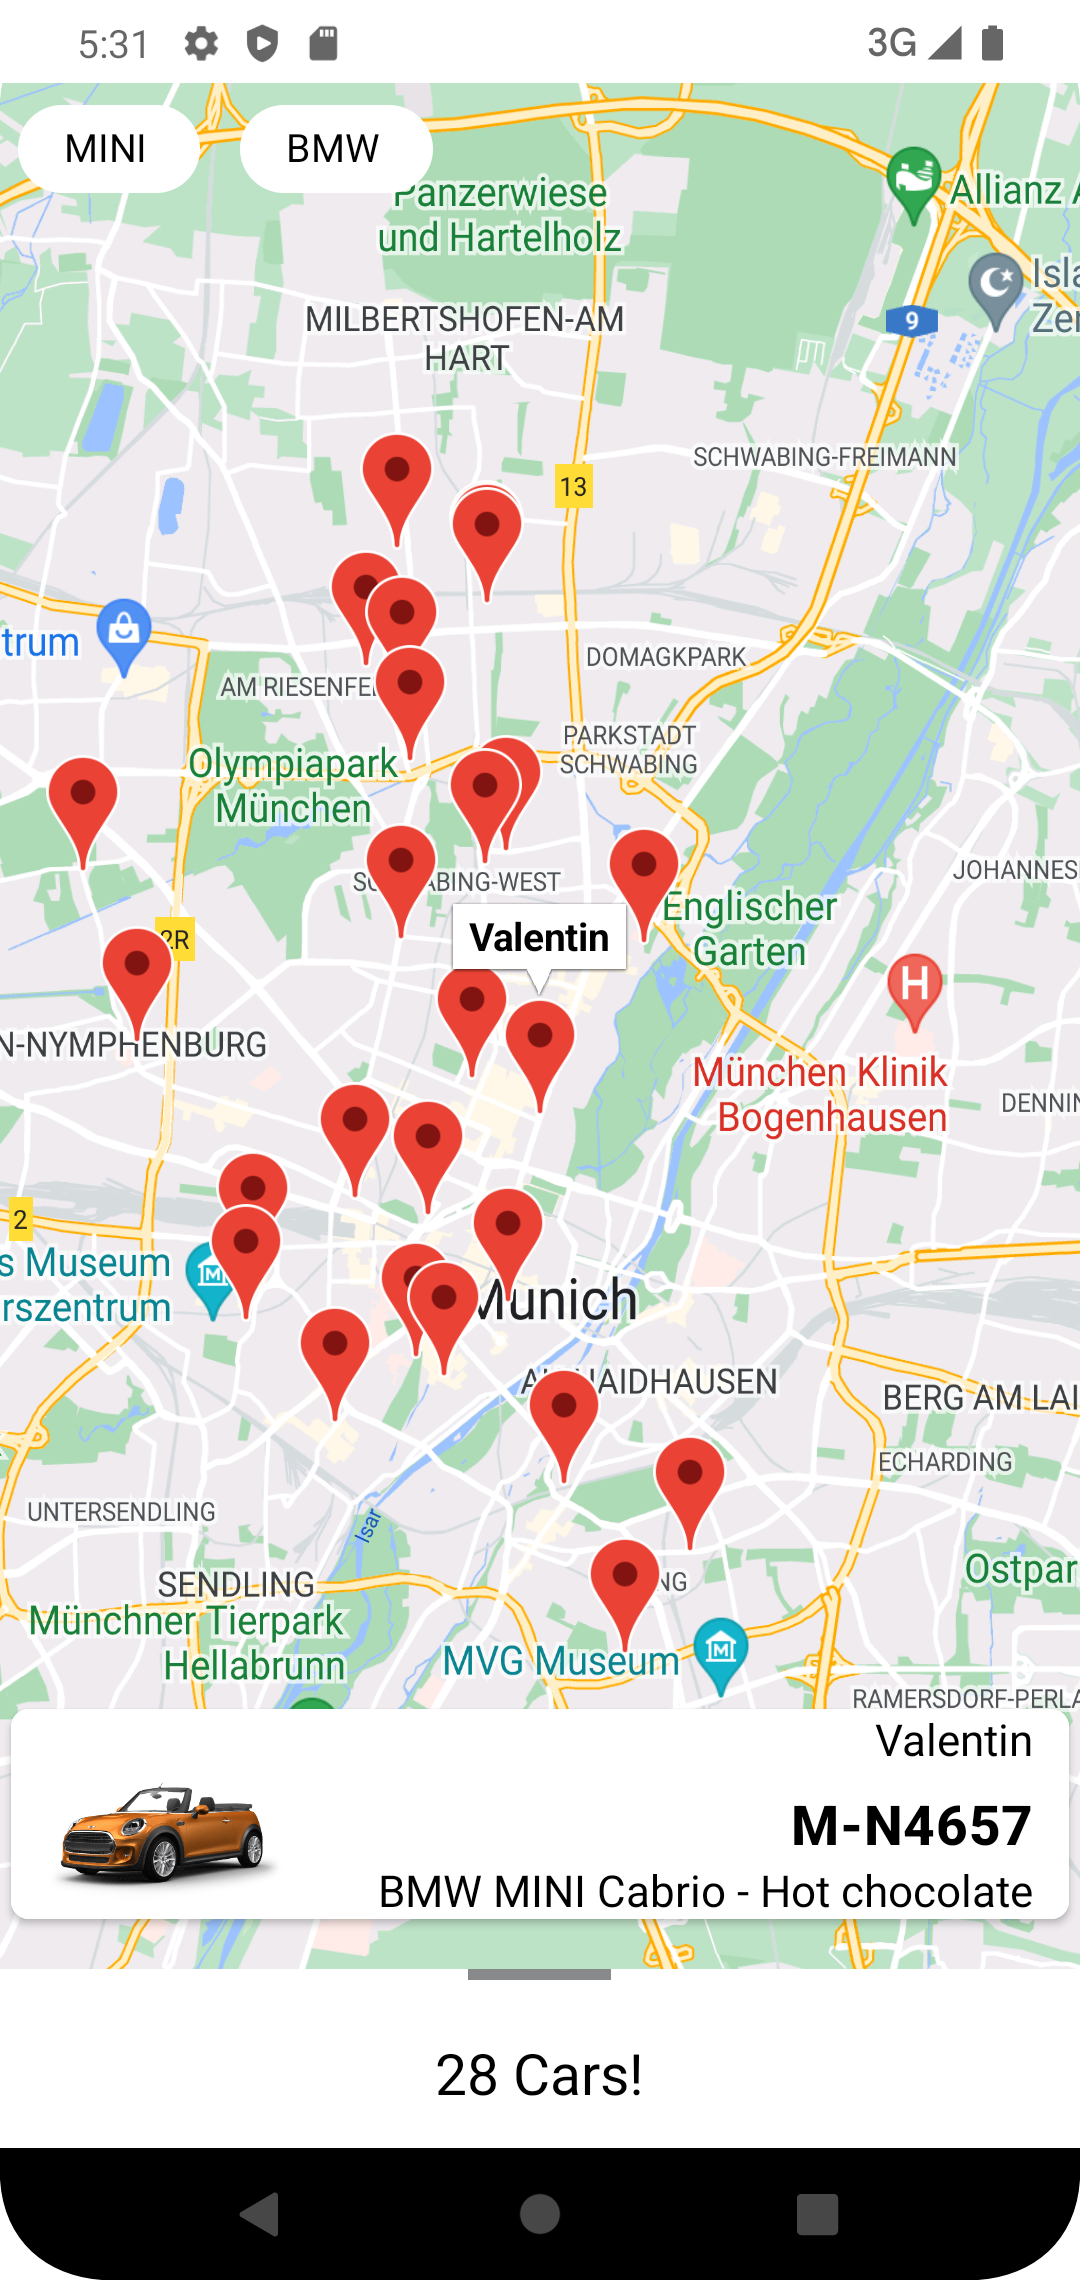 5:31
3G
MINI
BMW
Panzerwiese
und Hartelholz
Allianz A
Isla
Zen
MILBERTSHOFEN-AM
HART
9
SCHWABING-FREIMANN
13
trum
DOMAGKPARK
AM RIESENFE
PARKSTADT
SCHWABING
Olympiapark
München
JOHANNES
SC ABING-WEST
Englischer
Garten
Valentin
2R
H
N-NYMPHENBURG
München Klinik
Bogenhausen
DENNIN
2
s Museum
rszentrum
Munich
A HAIDHAUSEN
BERG AM LAI
ECHARDING
UNTERSENDLING
Isar
SENDLING
NG
Ostpar
Münchner Tierpark
Hellabrunn
MVG Museum
RAMERSDORF-PERLA
Valentin
M-N4657
BMW MINI Cabrio - Hot chocolate
28 Cars!